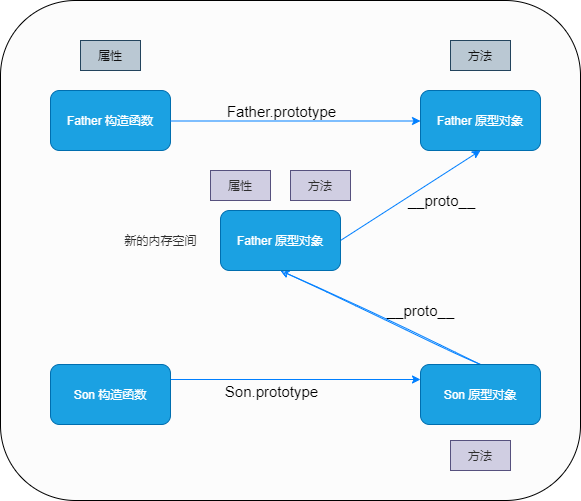 属性
方法
Father 构造函数
Father.prototype
Father 原型对象
属性
方法
__proto__
新的内存空间
Father 原型对象
__proto__
Son 构造函数
Son.prototype
Son 原型对象
方法